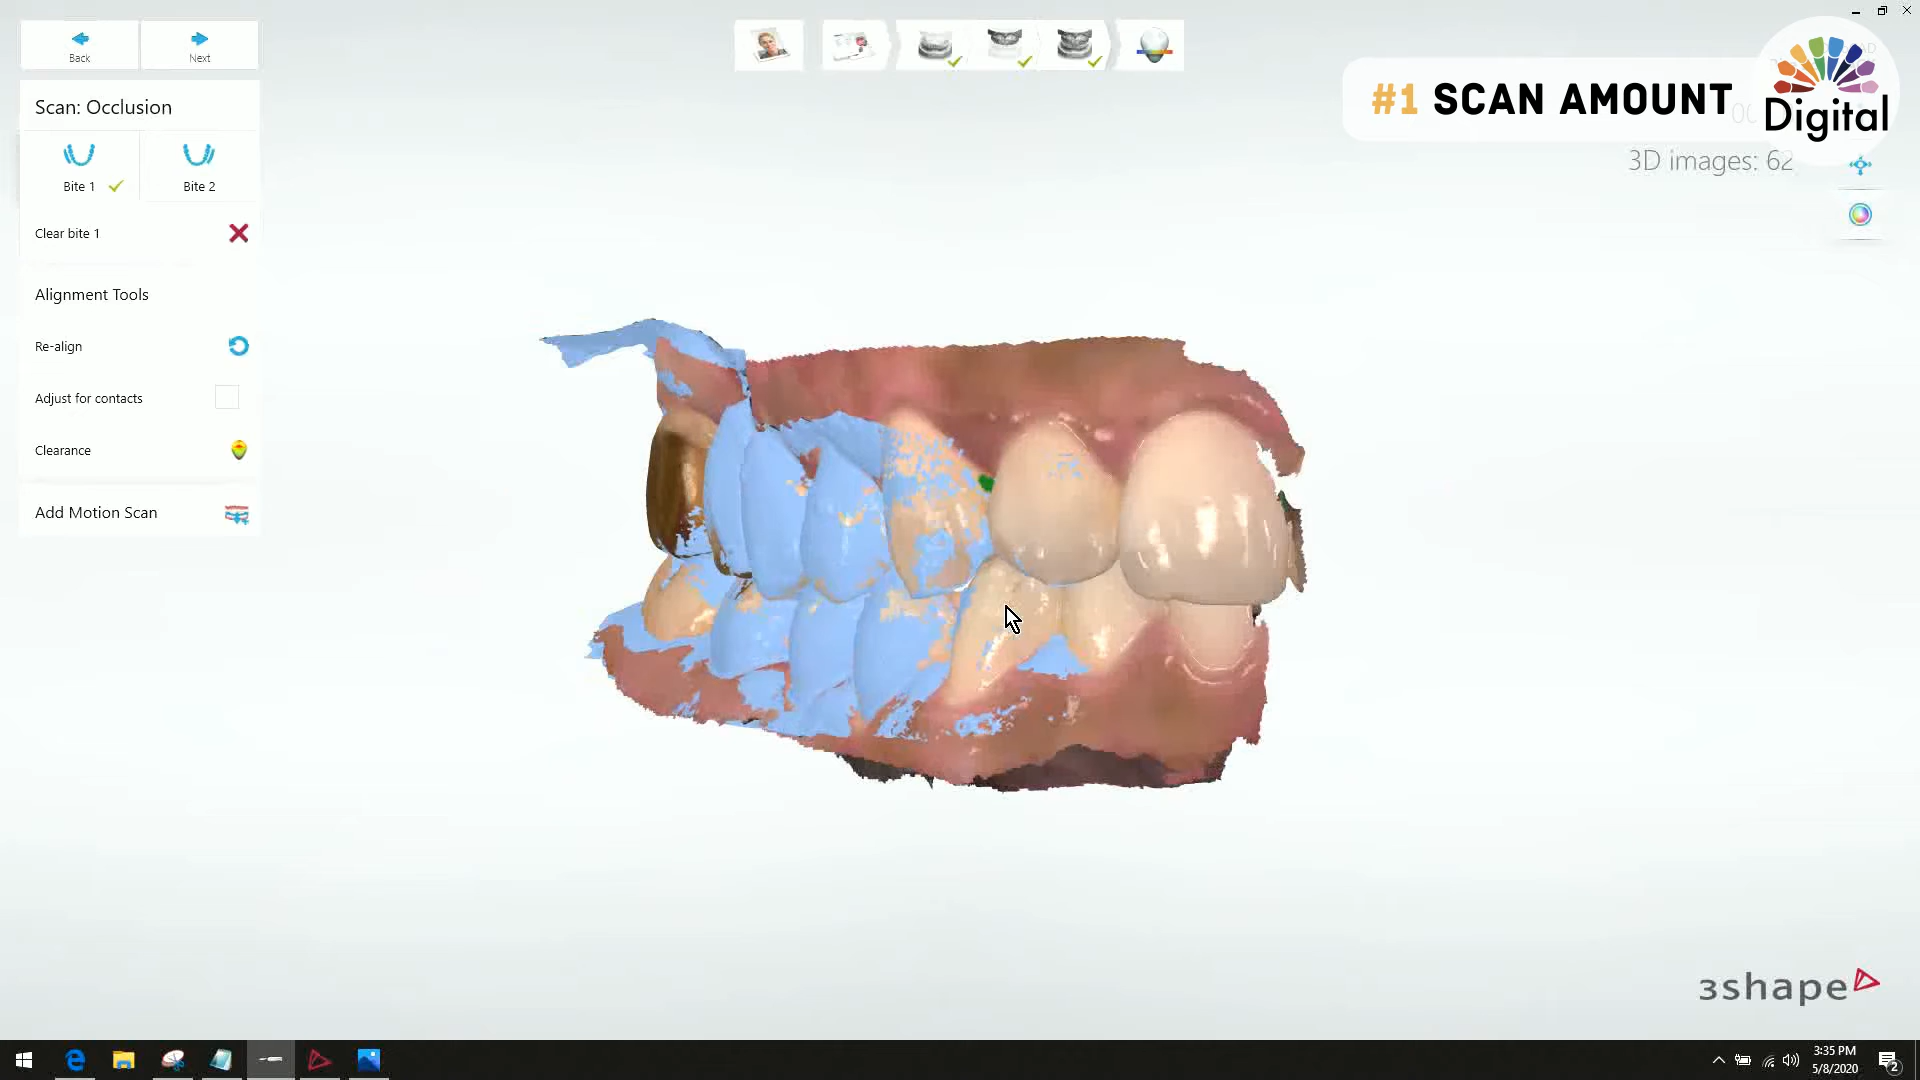 Back
Next
#1 SCAN AMOUNT
Digital
Scan: Occlusion
3D images: 62
Bite 1
Bite 2
Clear bite 1
Alignment Tools
Re-align
Adjust for contacts
Clearance
Add Motion Scan
3shape
3:35 PM
5/8/2020
2